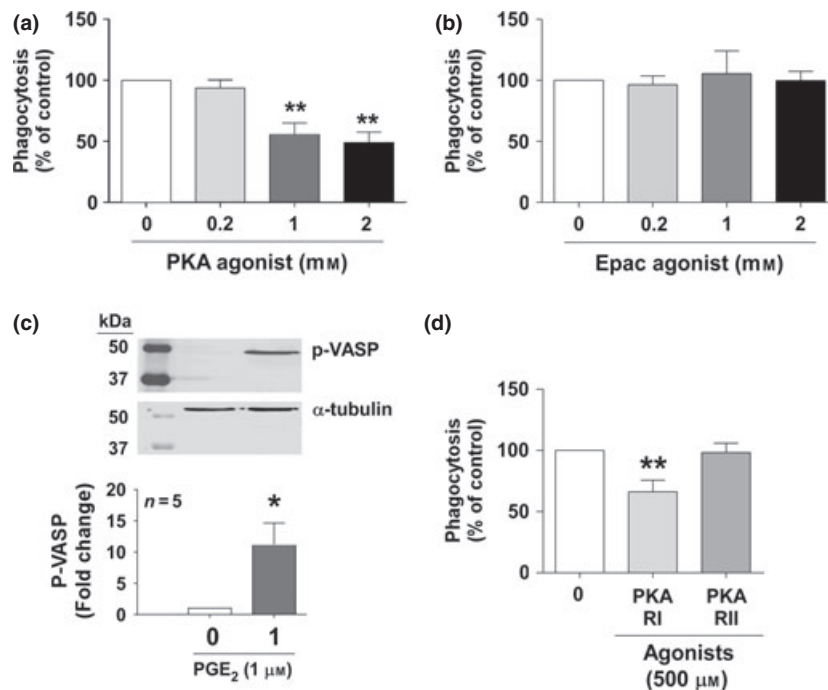 (a)
Phagocytosis
(% of control)
150
100
50
0
**
**
0 0.2 1 2
PKA agonist (mM)
(b)
Phagocytosis
(% of control)
150
100
50
0
0 0.2 1 2
Epac agonist (mM)
(c)
kDa
50
37
p-VASP
50
37
α-tubulin
P-VASP
(Fold change)
20
15
10
5
0
n = 5
*
0 1
PGE2 (1 μM)
(d)
Phagocytosis
(% of control)
150
100
50
0
**
0 PKA RI PKA RII
Agonists
(500 μM)